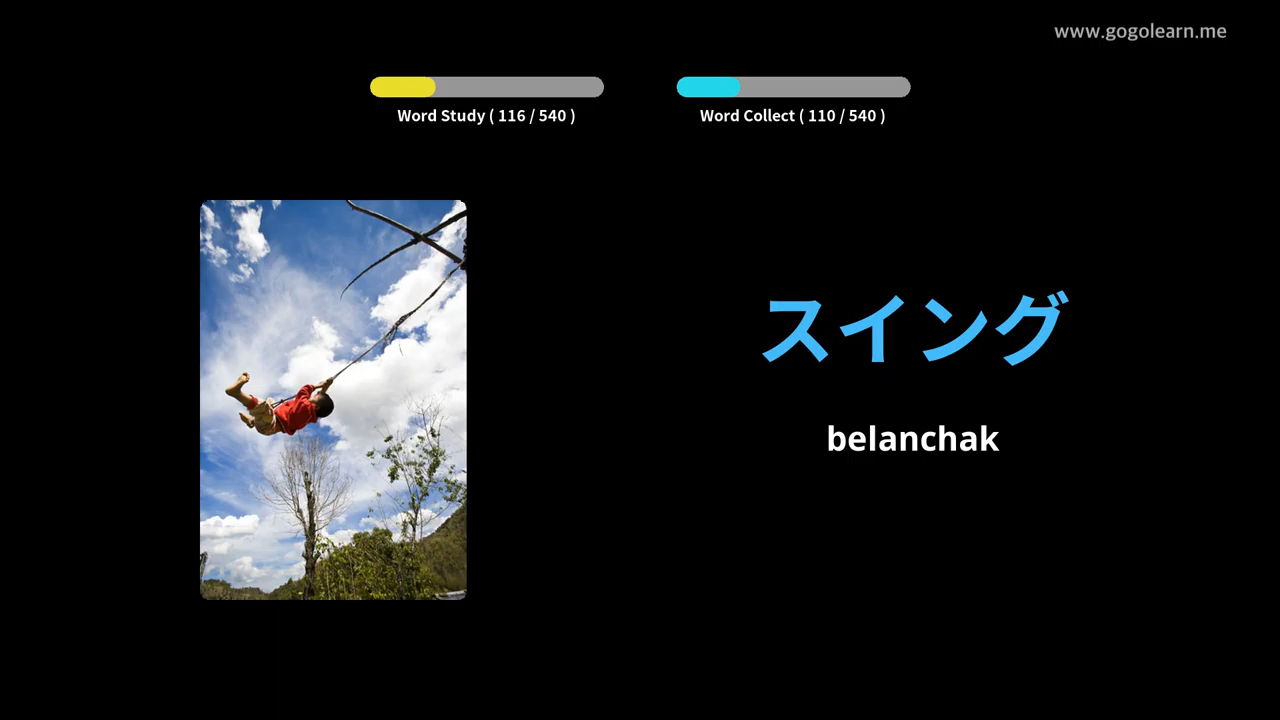 www.gogolearn.me
Word Study ( 116 / 540 )
Word Collect ( 110 / 540 )
スイング
belanchak